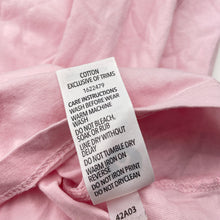 COTTON
EXCLUSIVE OF TRIMS
1622479
CARE INSTRUCTIONS
WASH BEFORE WEAR
WARM MACHINE
WASH
DO NOT BLEACH,
SOAK OR RUB
LINE DRY WITHOUT
DELAY
DO NOT TUMBLE DRY
WARM IRON ON
REVERSE
DO NOT IRON PRINT
DO NOT DRYCLEAN
42A03